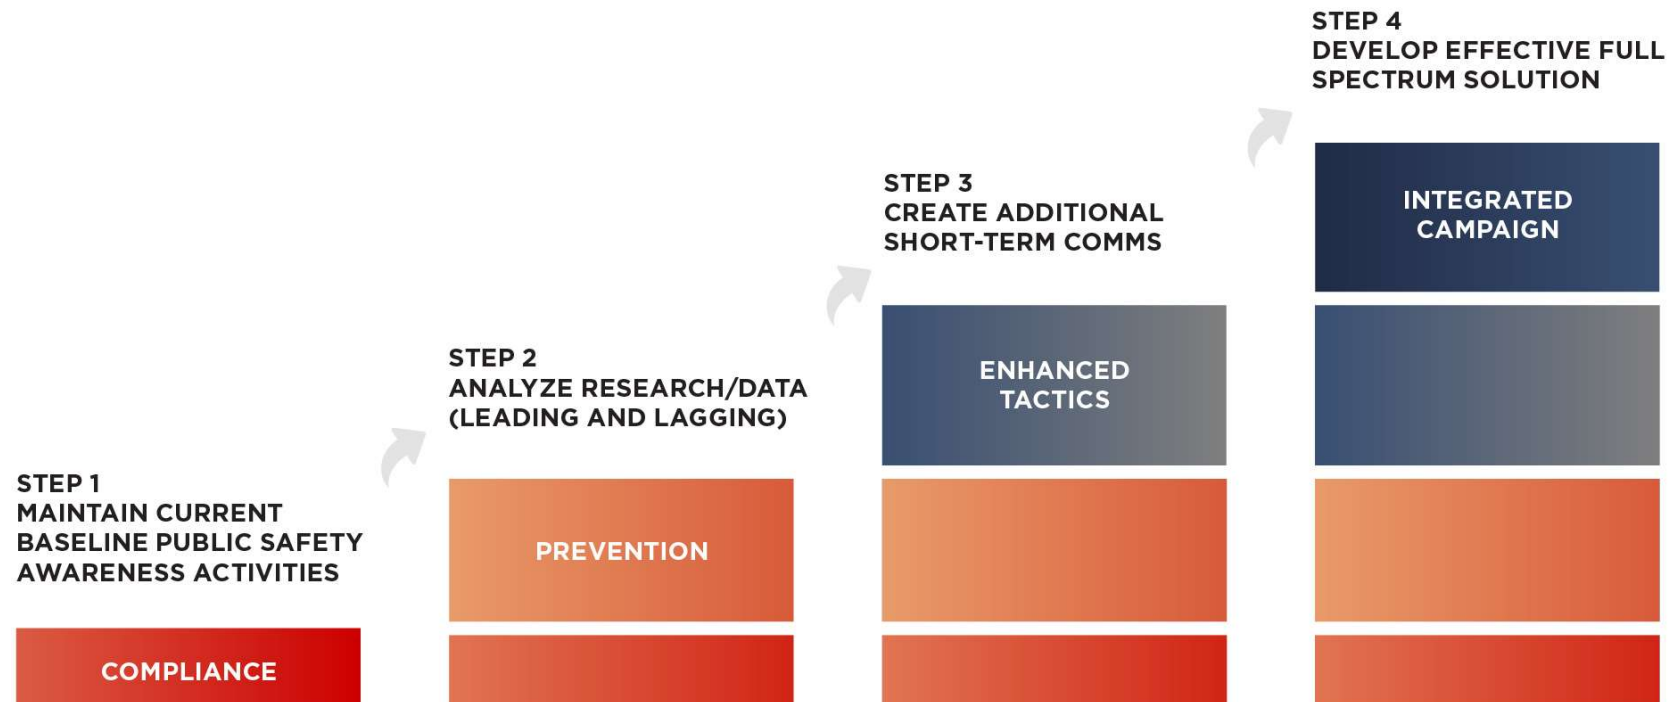 STEP 1
MAINTAIN CURRENT
BASELINE PUBLIC SAFETY
AWARENESS ACTIVITIES
COMPLIANCE
STEP 2
ANALYZE RESEARCH/DATA
(LEADING AND LAGGING)
PREVENTION
STEP 3
CREATE ADDITIONAL
SHORT-TERM COMMS
ENHANCED
TACTICS
STEP 4
DEVELOP EFFECTIVE FULL
SPECTRUM SOLUTION
INTEGRATED
CAMPAIGN